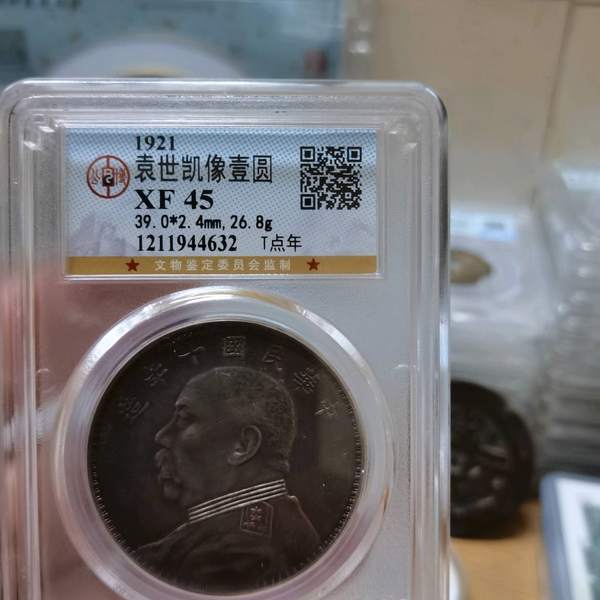 1921
袁世凯像壹圆
XF 45
39.0*2.4mm,26.8g
1211944632 T点年
★ 文物鉴定委员会监制 ★
造年十國民華中